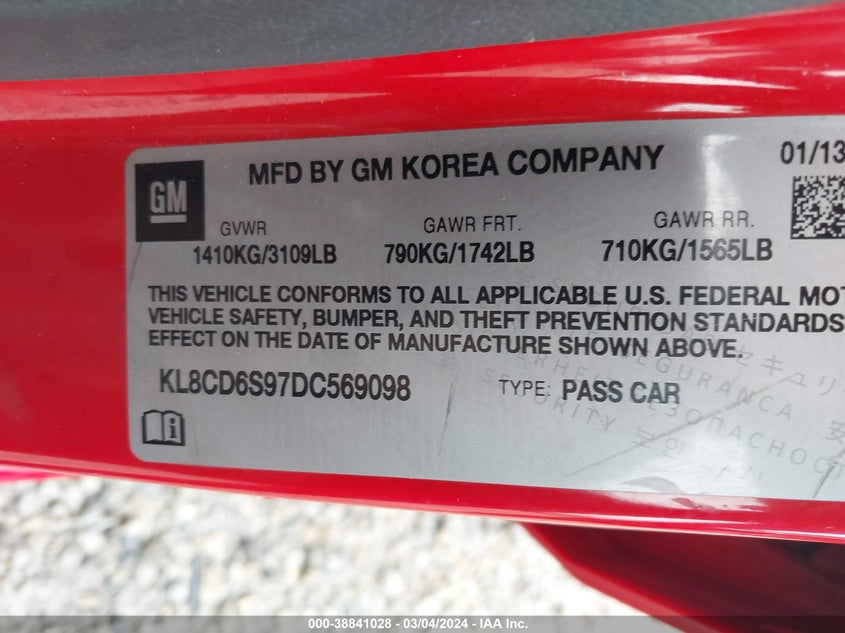 GM
MFD BY GM KOREA COMPANY
01/13
GVWR
GAWR FRT.
GAWR RR.
1410KG/3109LB
790KG/1742LB
710KG/1565LB
THIS VEHICLE CONFORMS TO ALL APPLICABLE U.S. FEDERAL MOT
VEHICLE SAFETY, BUMPER, AND THEFT PREVENTION STANDARDS
EFFECT ON THE DATE OF MANUFACTURE SHOWN ABOVE.
KL8CD6S97DC569098
TYPE: PASS CAR
SECURITY
000-38841028 - 03/04/2024 - IAA Inc.